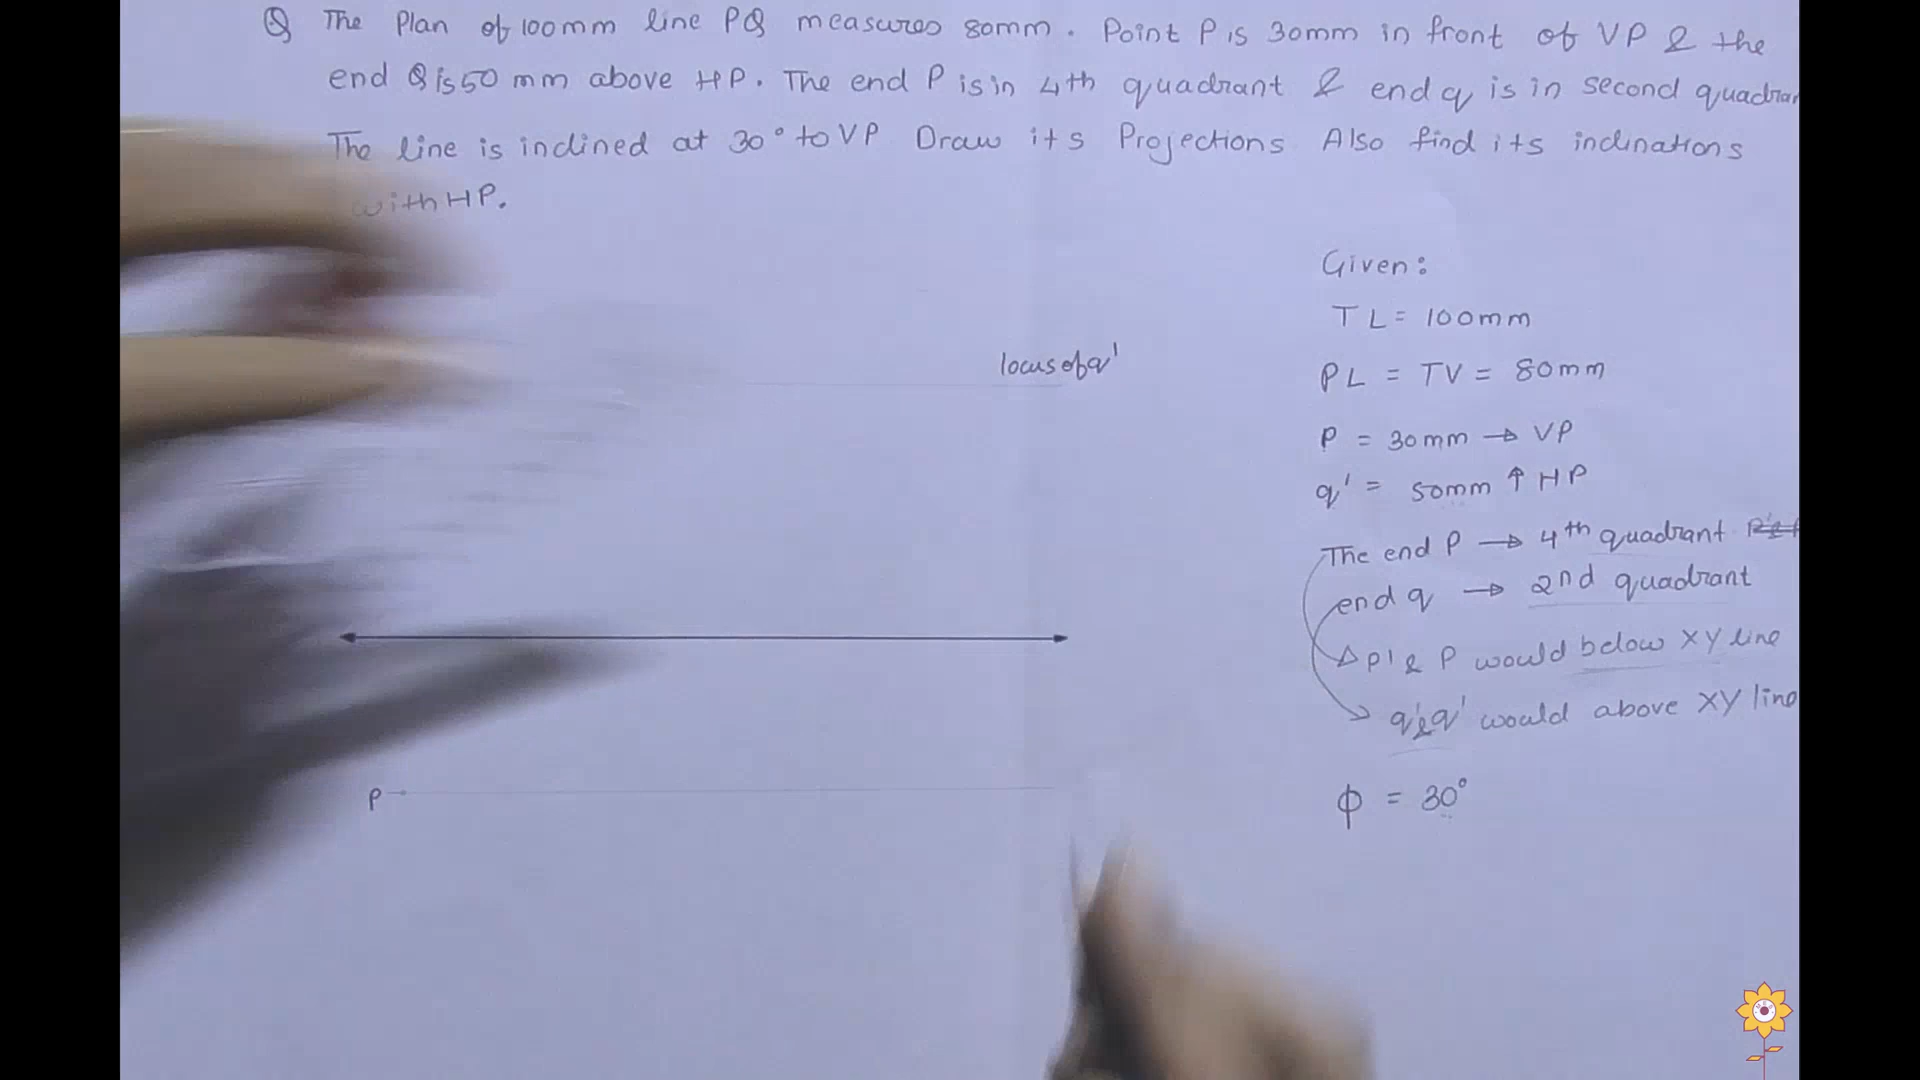 Q The Plan of 100mm line PQ measures 80mm. Point P is 30mm in front of VP & the
end Q is 50 mm above HP. The end P is in 4th quadrant & end q is in second
The line is inclined at 30° to VP Draw its Projections Also find its inclinations
with HP.
Given:
TL = 100mm
locus of q'
PL = TV = 80mm
P = 30mm → VP
q' = 50mm ↑ HP
The end P → 4th quadrant
end q → 2nd quadrant
p' & P would below XY line
q & q' would above XY line
P
ϕ = 30°